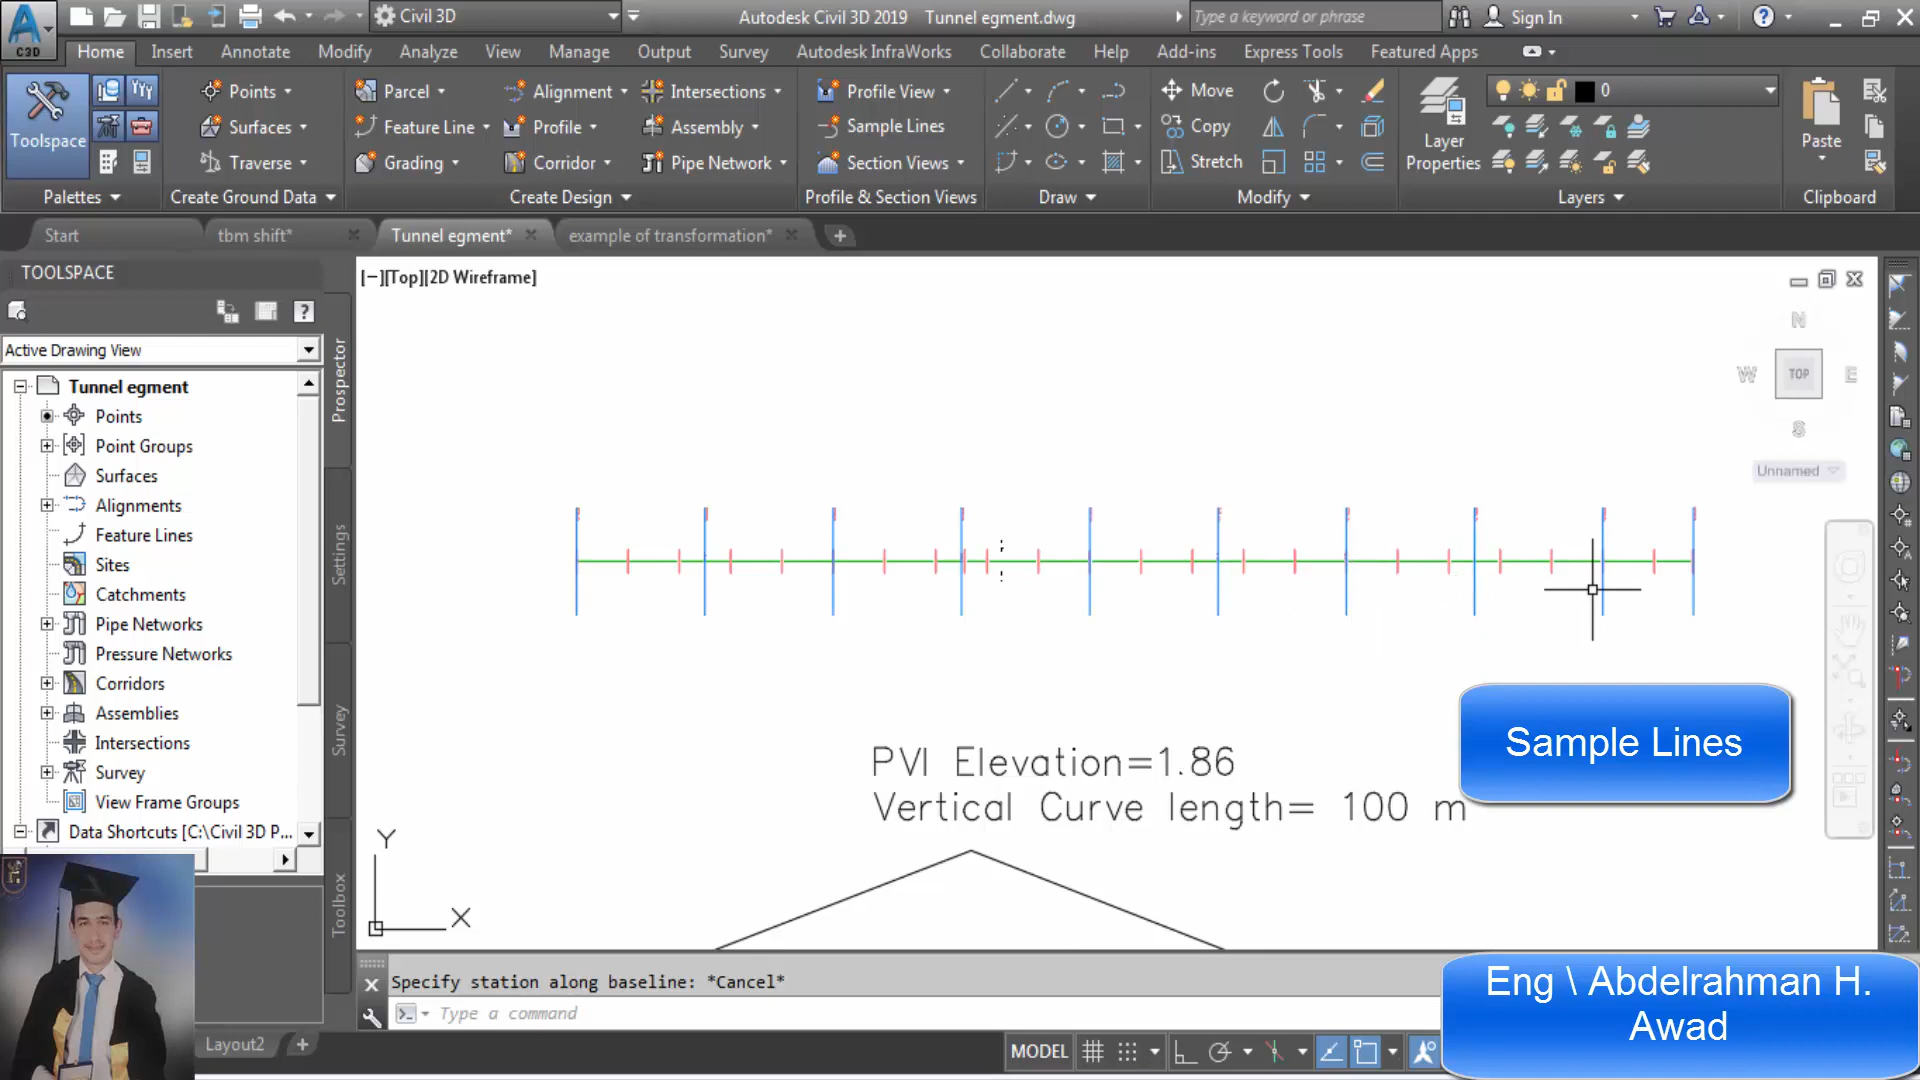 C3D
Civil 3D
Autodesk Civil 3D 2019 Tunnel egment.dwg
Type a keyword or phrase
Sign In
Home Insert Annotate Modify Analyze View Manage Output Survey Autodesk InfraWorks Collaborate Help Add-ins Express Tools Featured Apps
Toolspace
Points
Surfaces
Traverse
Parcel
Feature Line
Grading
Alignment
Profile
Corridor
Intersections
Assembly
Pipe Network
Profile View
Sample Lines
Section Views
Move
Copy
Stretch
Layer
Properties
0
Paste
Palettes
Create Ground Data
Create Design
Profile & Section Views
Draw
Modify
Layers
Clipboard
Start
tbm shift*
Tunnel egment*
example of transformation*
TOOLSPACE
Active Drawing View
Tunnel egment
Points
Point Groups
Surfaces
Alignments
Feature Lines
Sites
Catchments
Pipe Networks
Pressure Networks
Corridors
Assemblies
Intersections
Survey
View Frame Groups
Data Shortcuts [C:\Civil 3D P...
Prospector
Settings
Survey
Toolbox
[−][Top][2D Wireframe]
N
W
TOP
E
S
Unnamed
Sample Lines
PVI Elevation=1.86
Vertical Curve length= 100 m
Y
X
Specify station along baseline: *Cancel*
Type a command
Layout2
MODEL
Eng \ Abdelrahman H.
Awad